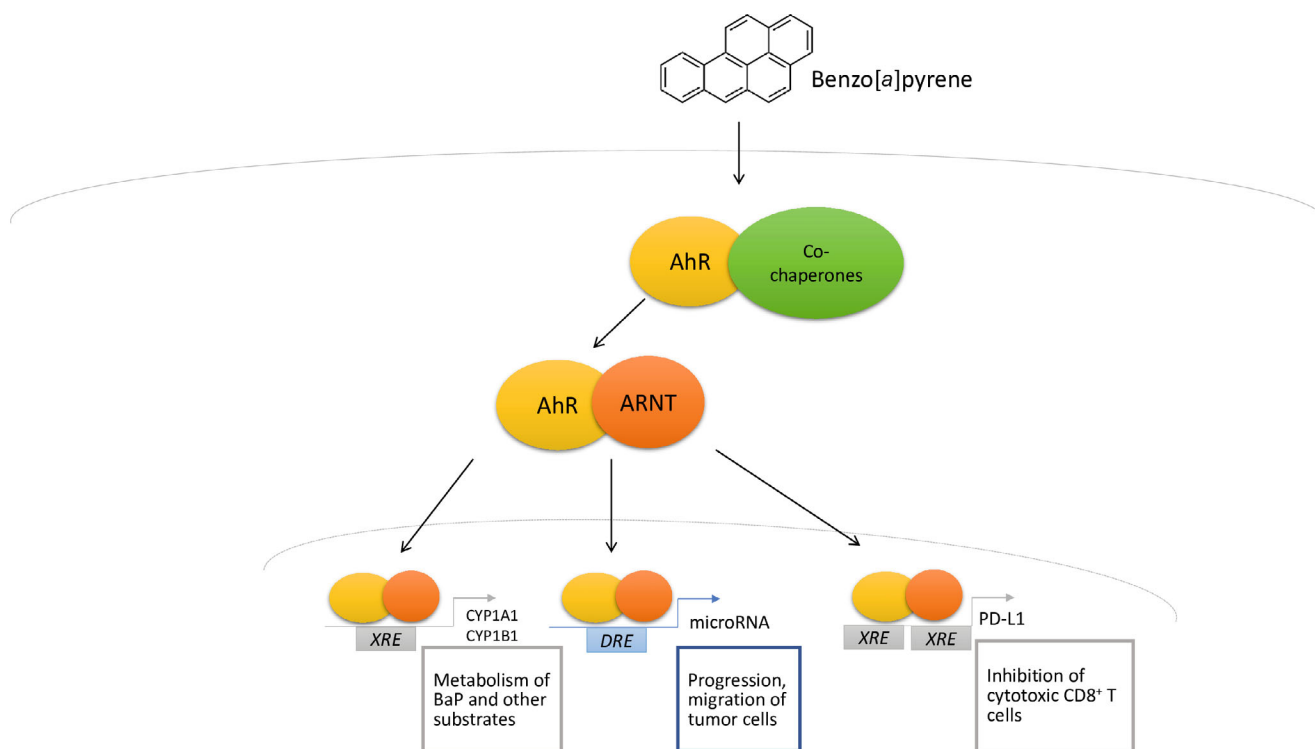 Benzo[a]pyrene
AhR
Co-
chaperones
AhR
ARNT
CYP1A1
CYP1B1
XRE
microRNA
DRE
PD-L1
XRE
XRE
Metabolism of
BaP and other
substrates
Progression,
migration of
tumor cells
Inhibition of
cytotoxic CD8⁺ T
cells